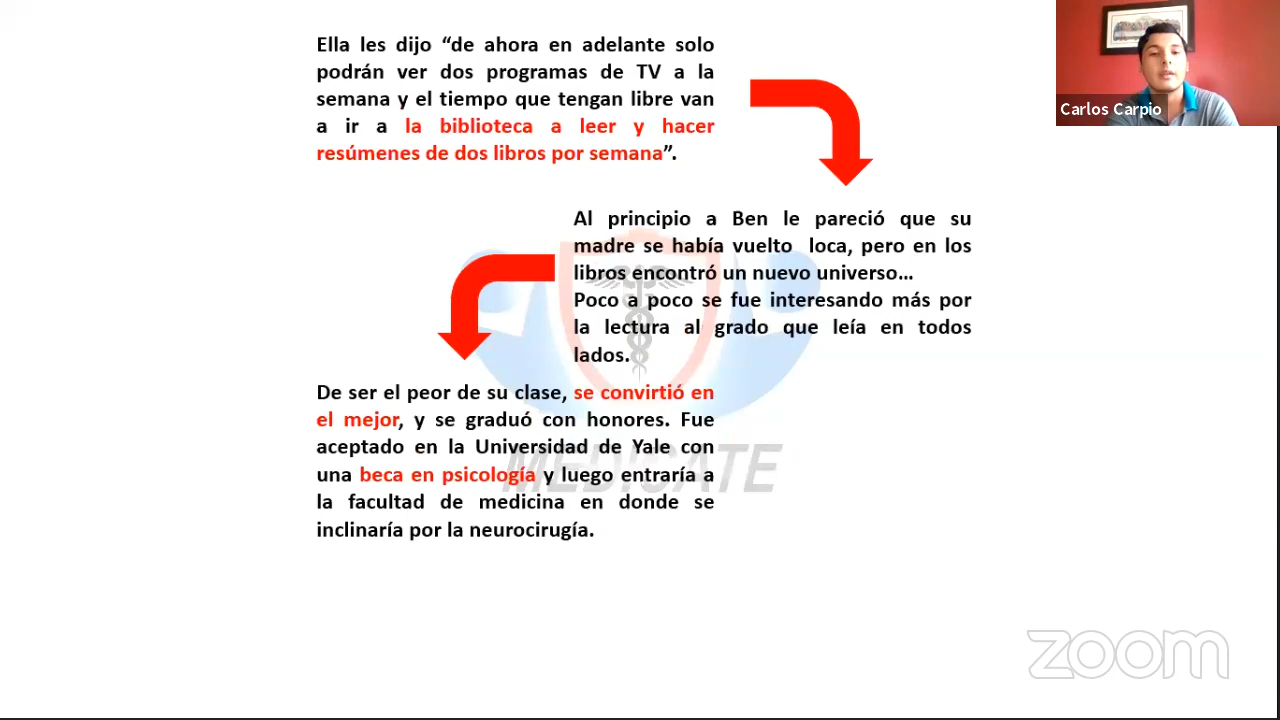 Ella les dijo “de ahora en adelante solo
podrán ver dos programas de TV a la
semana y el tiempo que tengan libre van
a ir a la biblioteca a leer y hacer
resúmenes de dos libros por semana”.
Carlos Carpio
Al principio a Ben le pareció que su
madre se había vuelto loca, pero en los
libros encontró un nuevo universo...
Poco a poco se fue interesando más por
la lectura al grado que leía en todos
lados.
De ser el peor de su clase, se convirtió en
el mejor, y se graduó con honores. Fue
aceptado en la Universidad de Yale con
una beca en psicología y luego entraría a
la facultad de medicina en donde se
inclinaría por la neurocirugía.
MEDICATE
zoom